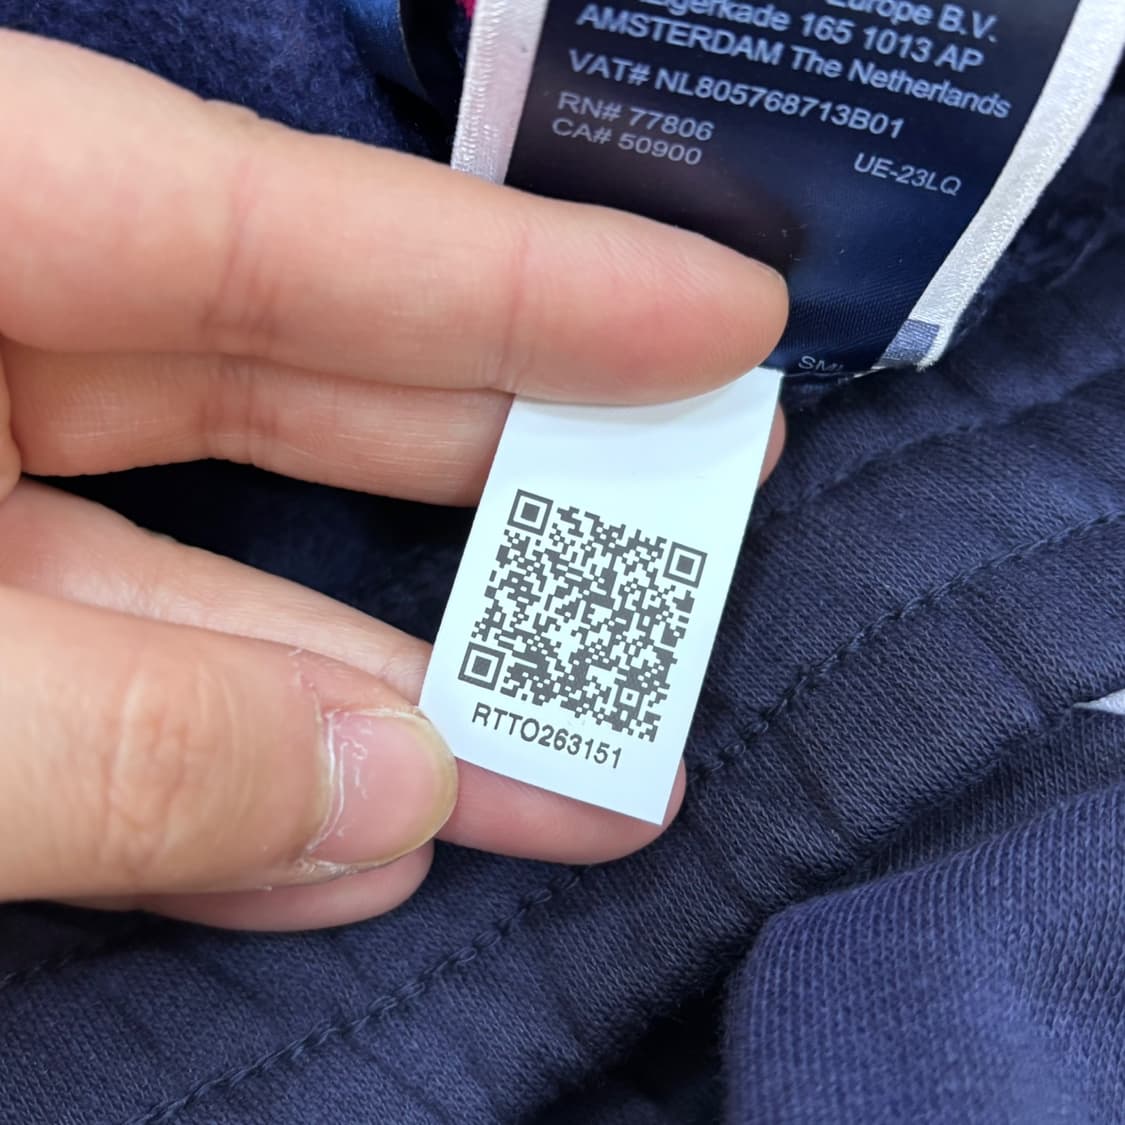 Europe B.V.
165 1013 AP
AMSTERDAM The Netherlands
VAT# NL805768713B01
RN# 77806
CA# 50900
UE-23LQ
RTTO263151